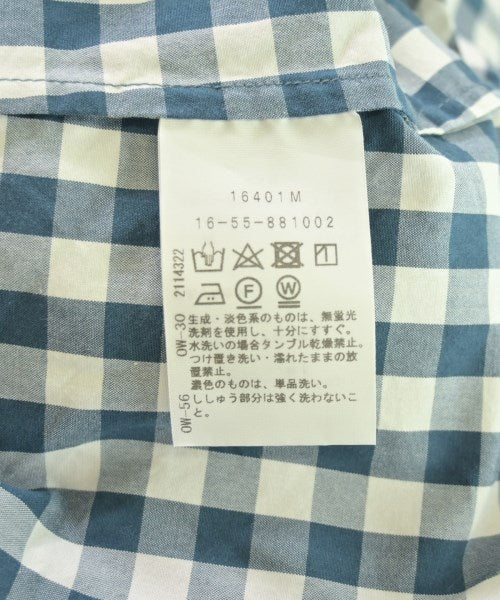 16401M
16-55-881002
F W
生成・淡色系のものは、無蛍光
洗剤を使用し、十分にすすぐ。
水洗いの場合タンブル乾燥禁止。
つけ置き洗い・濡れたままの放
置禁止。
濃色のものは、単品洗い。
ししゅう部分は強く洗わないこ
と。
OW-56 OW-30 2114322